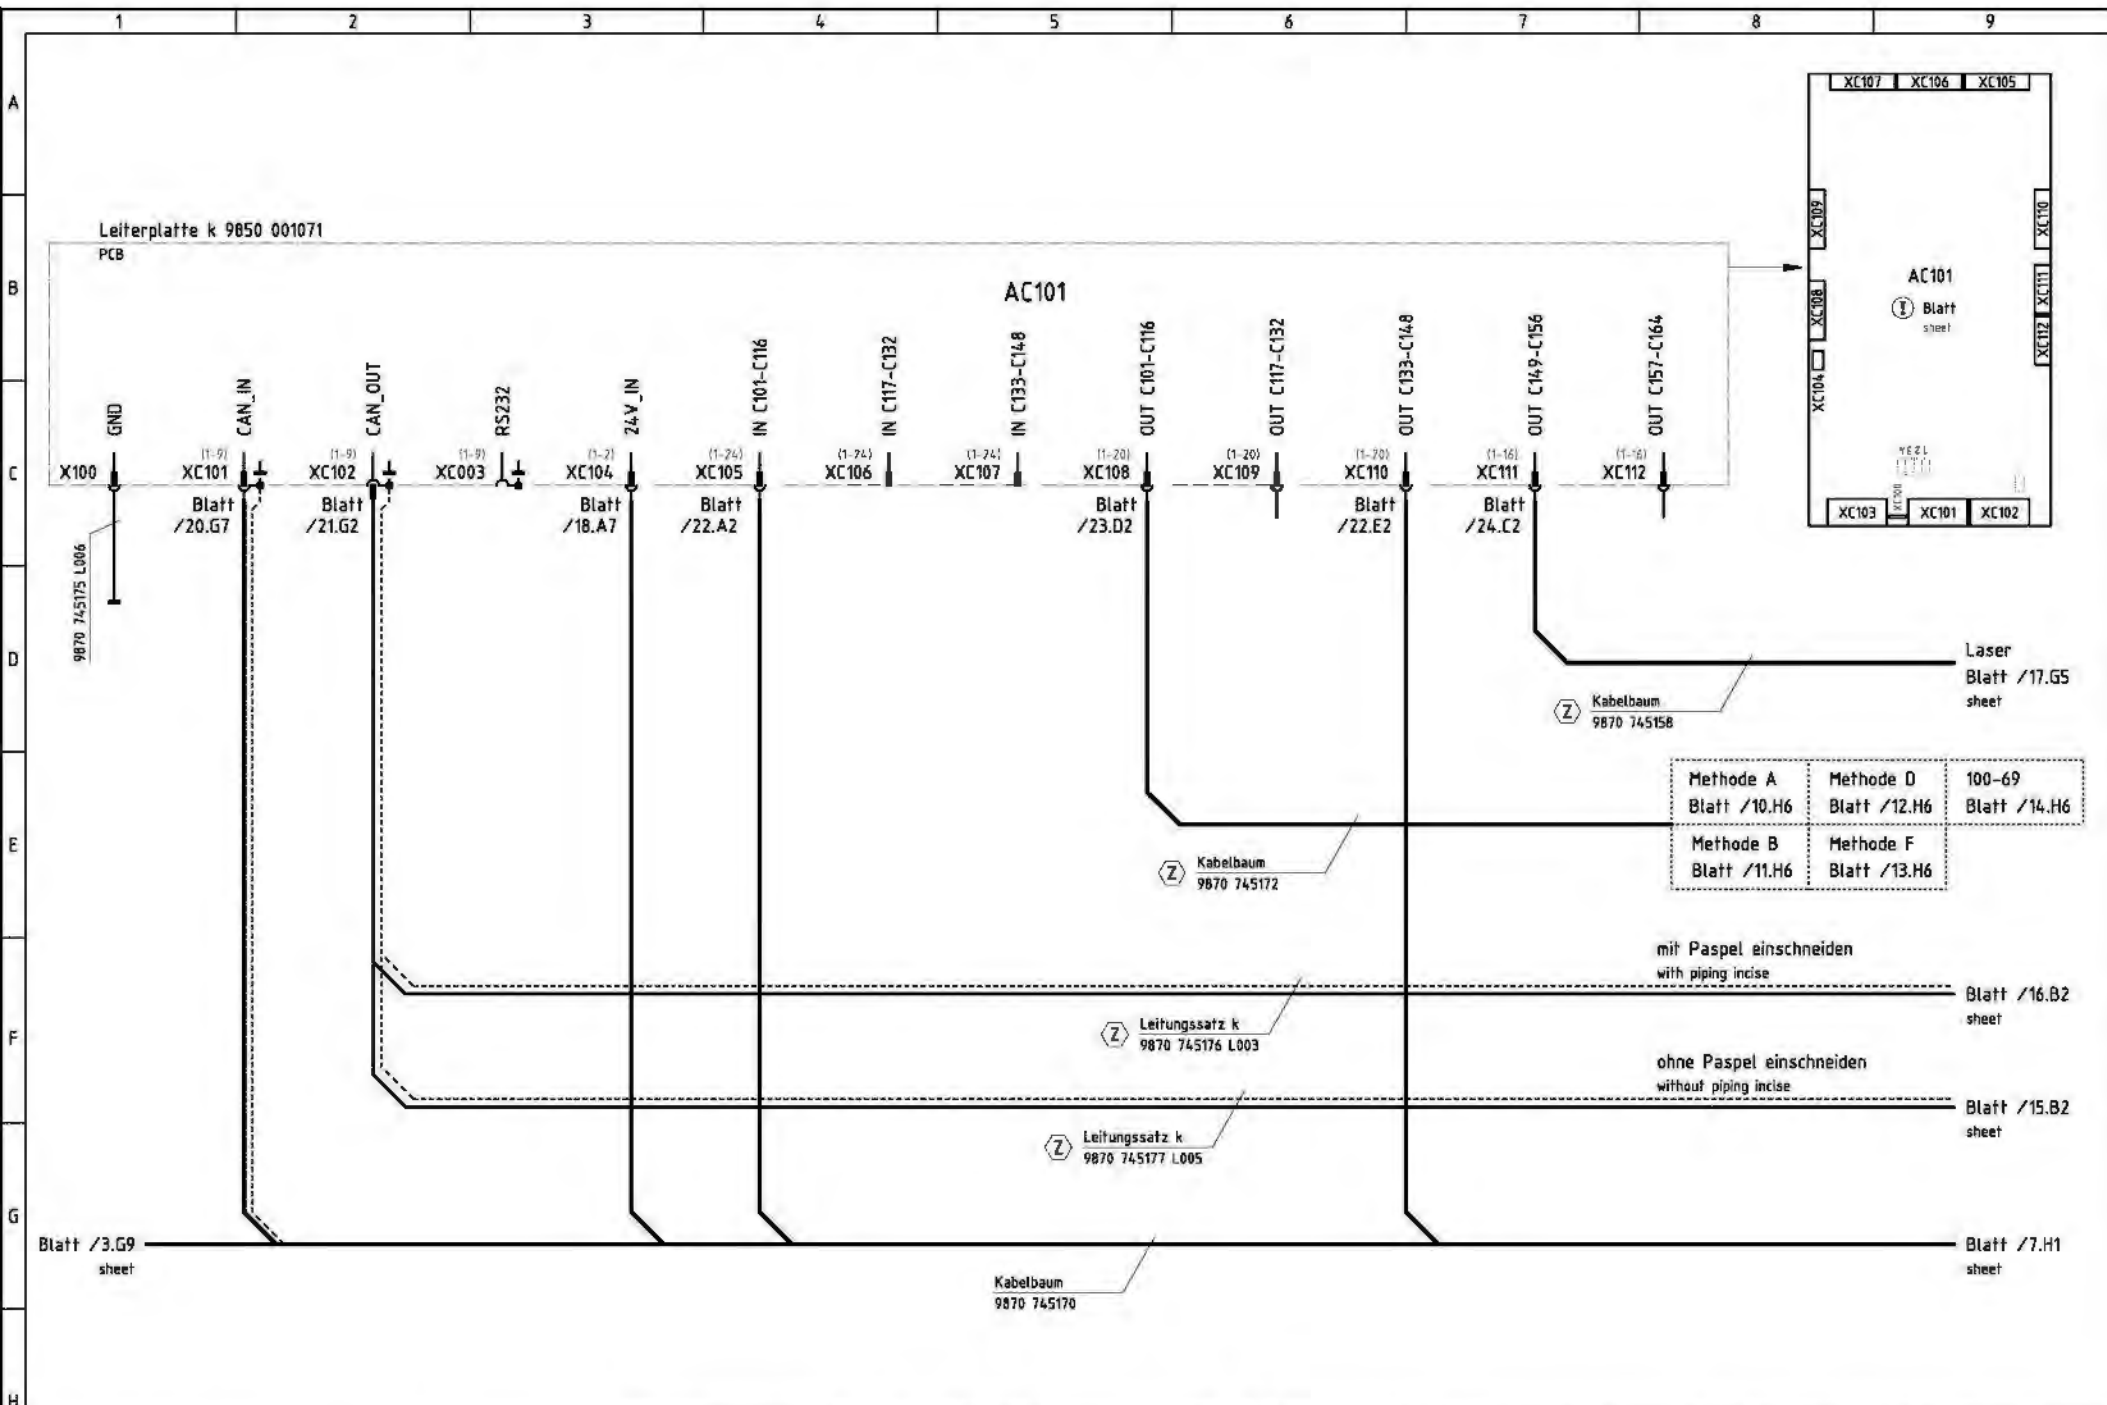 1 2 3 4 5 6 7 8 9
A
XC107 XC106 XC105
XC109
XC110
Leiterplatte k 9850 001071
PCB
B
AC101
AC101
Blatt
sheet
XC108
XC111
XC112
XC104
GND
CAN_IN
CAN_OUT
RS232
24V_IN
IN C101-C116
IN C117-C132
IN C133-C148
OUT C101-C116
OUT C117-C132
OUT C133-C148
OUT C149-C156
OUT C157-C164
(1-9) (1-9) (1-9) (1-2) (1-24) (1-24) (1-24) (1-20) (1-20) (1-20) (1-16) (1-16)
C
X100 XC101 XC102 XC003 XC104 XC105 XC106 XC107 XC108 XC109 XC110 XC111 XC112
1 2 3 4
XC100
XC103 XC101 XC102
Blatt Blatt Blatt Blatt Blatt Blatt Blatt
/20.G7 /21.G2 /18.A7 /22.A2 /23.D2 /22.E2 /24.C2
9870 745175 L006
D
Laser
Blatt /17.G5
sheet
Z Kabelbaum
9870 745158
Methode A Methode D 100-69
Blatt /10.H6 Blatt /12.H6 Blatt /14.H6
E
Methode B Methode F
Blatt /11.H6 Blatt /13.H6
Z Kabelbaum
9870 745172
mit Paspel einschneiden
with piping incise
Blatt /16.B2
sheet
F
Z Leitungssatz k
9870 745176 L003
ohne Paspel einschneiden
without piping incise
Blatt /15.B2
sheet
Z Leitungssatz k
9870 745177 L005
G
Blatt /3.G9
sheet
Blatt /7.H1
sheet
Kabelbaum
9870 745170
H